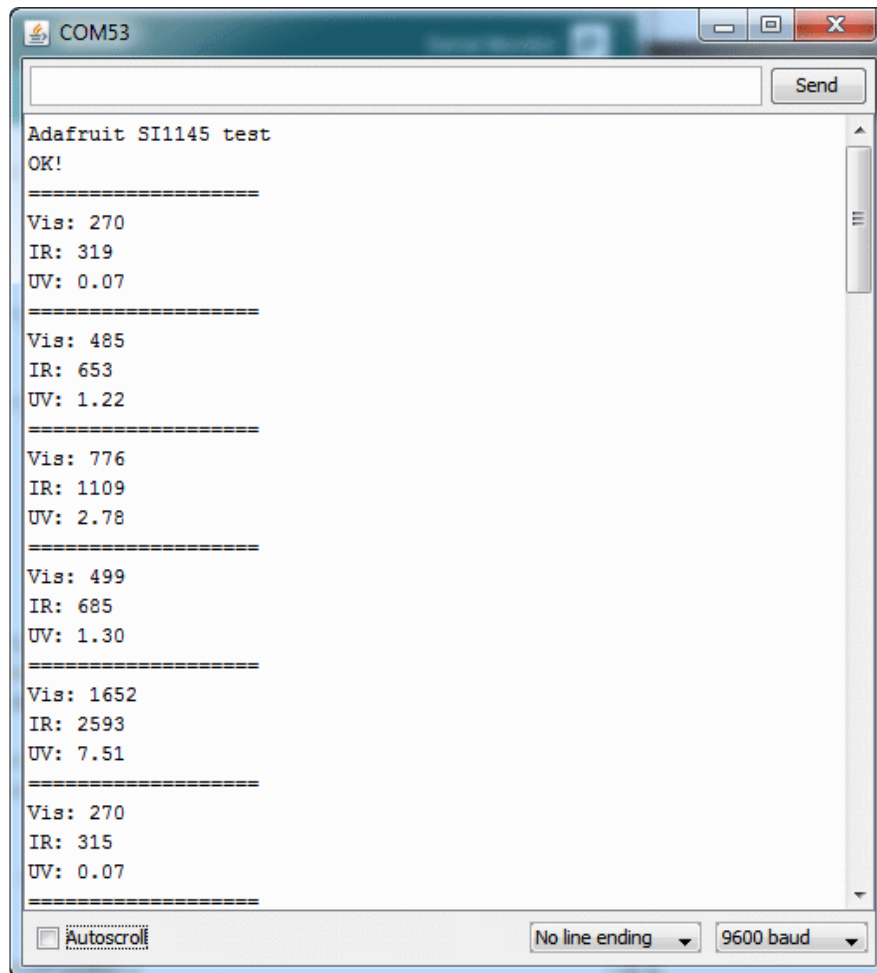 COM53
Send
Adafruit SI1145 test
OK!
===================
Vis: 270
IR: 319
UV: 0.07
===================
Vis: 485
IR: 653
UV: 1.22
===================
Vis: 776
IR: 1109
UV: 2.78
===================
Vis: 499
IR: 685
UV: 1.30
===================
Vis: 1652
IR: 2593
UV: 7.51
===================
Vis: 270
IR: 315
UV: 0.07
===================
Autoscroll
No line ending
9600 baud